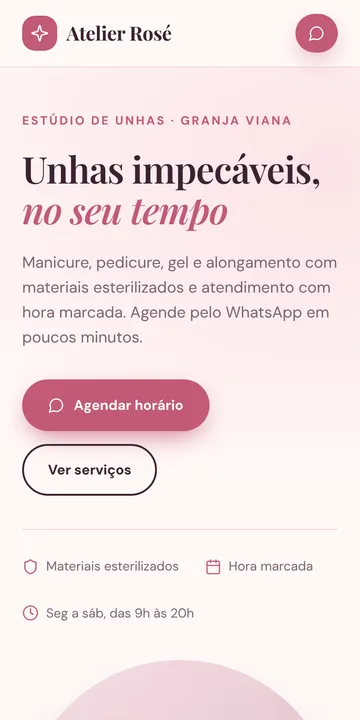 Atelier Rosé
ESTÚDIO DE UNHAS · GRANJA VIANA
Unhas impecáveis,
no seu tempo
Manicure, pedicure, gel e alongamento com
materiais esterilizados e atendimento com
hora marcada. Agende pelo WhatsApp em
poucos minutos.
Agendar horário
Ver serviços
Materiais esterilizados
Hora marcada
Seg a sáb, das 9h às 20h